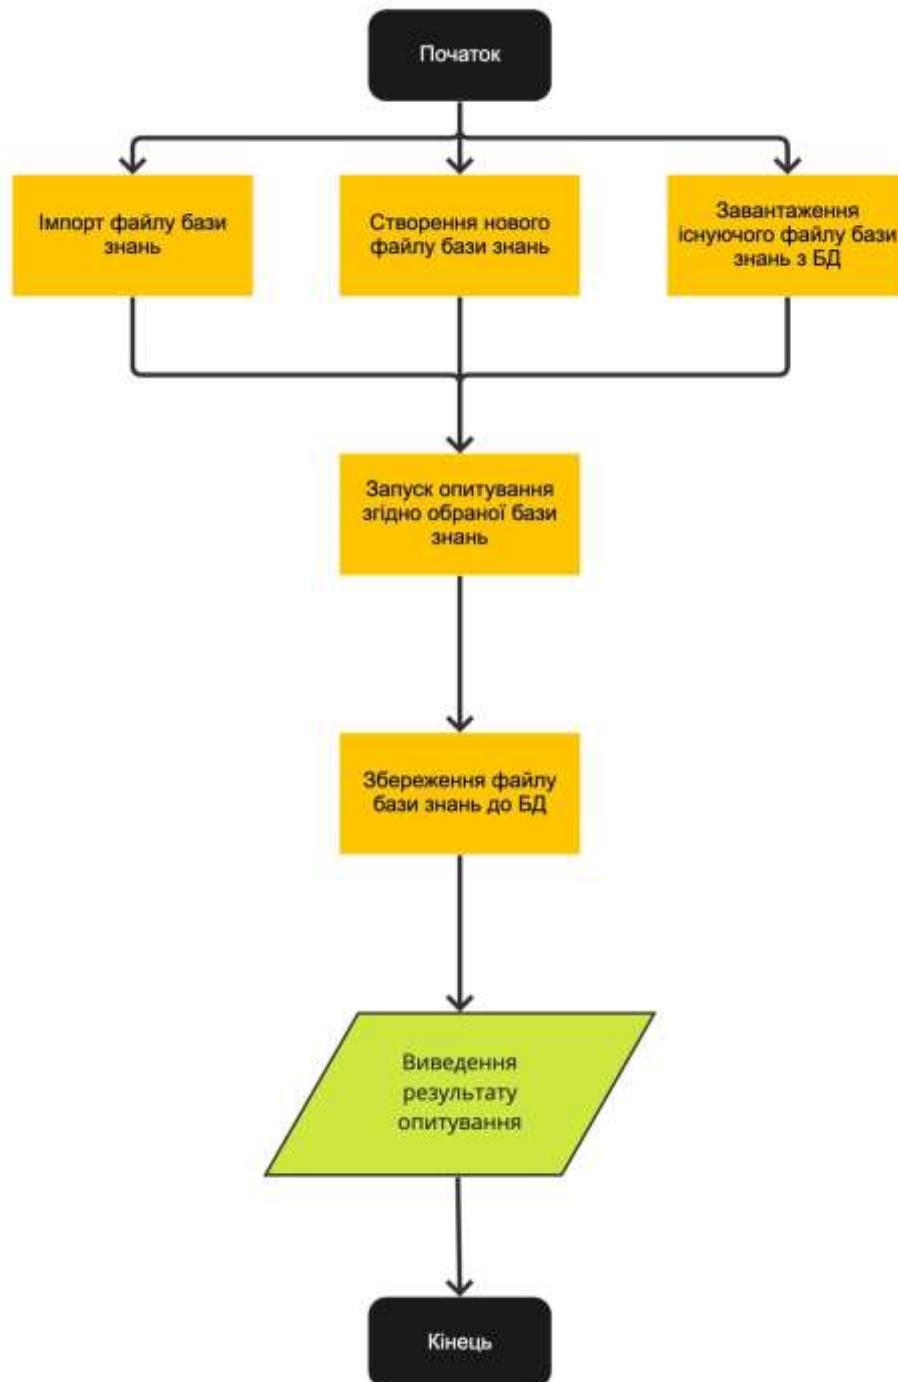 Початок
Імпорт файлу бази
знань
Створення нового
файлу бази знань
Завантаження
існуючого файлу бази
знань з БД
Запуск опитування
згідно обраної бази
знань
Збереження файлу
бази знань до БД
Виведення
результату
опитування
Кінець